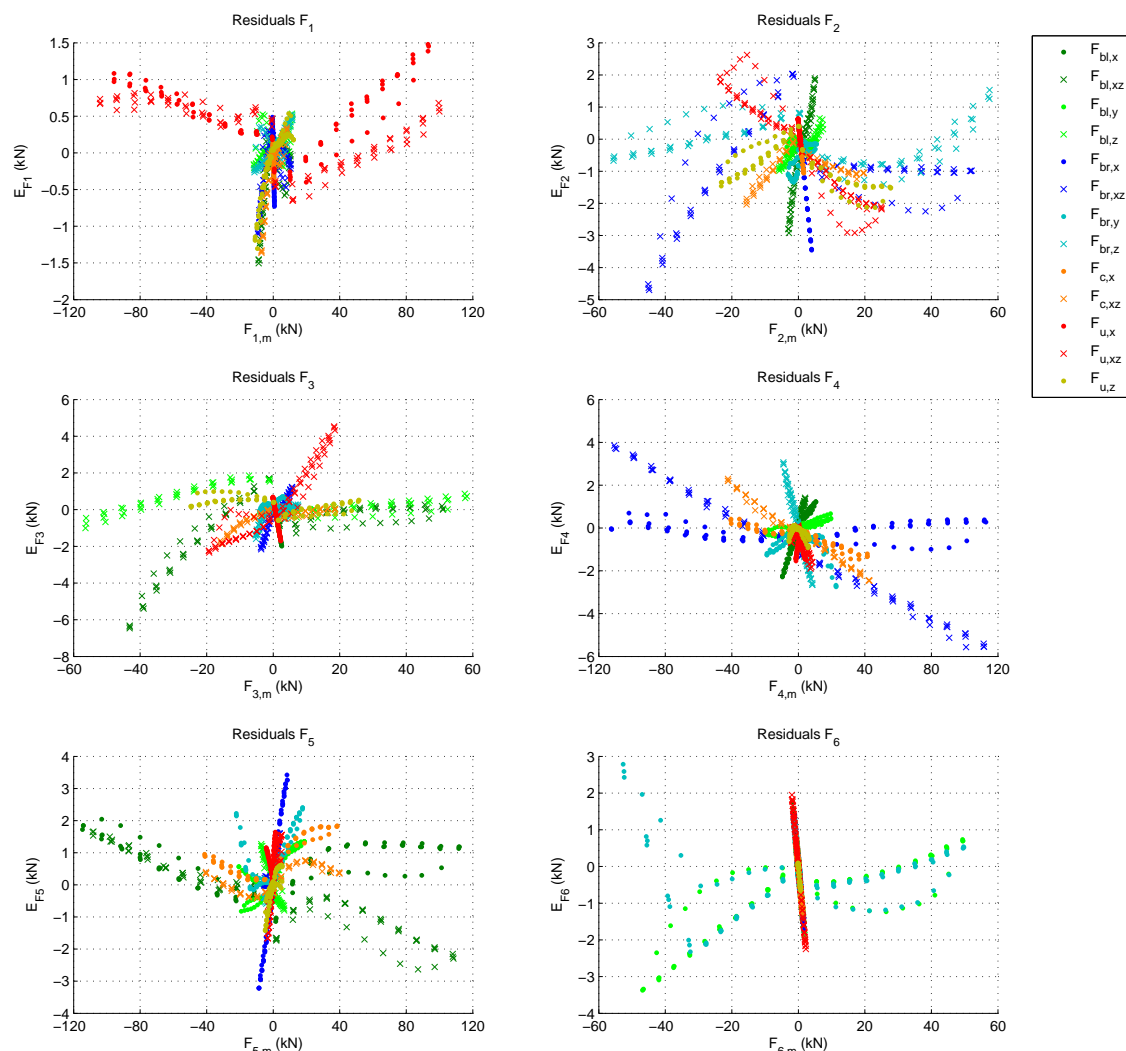 Residuals F1
1.5
1
0.5
0
−0.5
−1
−1.5
−2
EF1 (kN)
−120 −80 −40 0 40 80 120
F1,m (kN)
Residuals F2
3
2
1
0
−1
−2
−3
−4
5
EF2 (kN)
−60 −40 −20 0 20 40 60
F2,m (kN)
Fbl,x
Fbl,xz
Fbl,y
Fbl,z
Fbr,x
Fbr,xz
Fbr,y
Fbr,z
Fc,x
Fc,xz
Fu,x
Fu,xz
Fu,z
Residuals F3
6
4
2
0
−2
−4
−6
−8
EF3 (kN)
−60 −40 −20 0 20 40 60
F3,m (kN)
Residuals F4
6
4
2
0
−2
−4
−6
EF4 (kN)
−120 −80 −40 0 40 80 120
F4,m (kN)
Residuals F5
4
3
2
1
0
−1
−2
−3
−4
EF5 (kN)
−120 −80 −40 0 40 80 120
F5,m (kN)
Residuals F6
3
2
1
0
−1
−2
−3
−4
EF6 (kN)
−60 −40 −20 0 20 40 60
F6,m (kN)